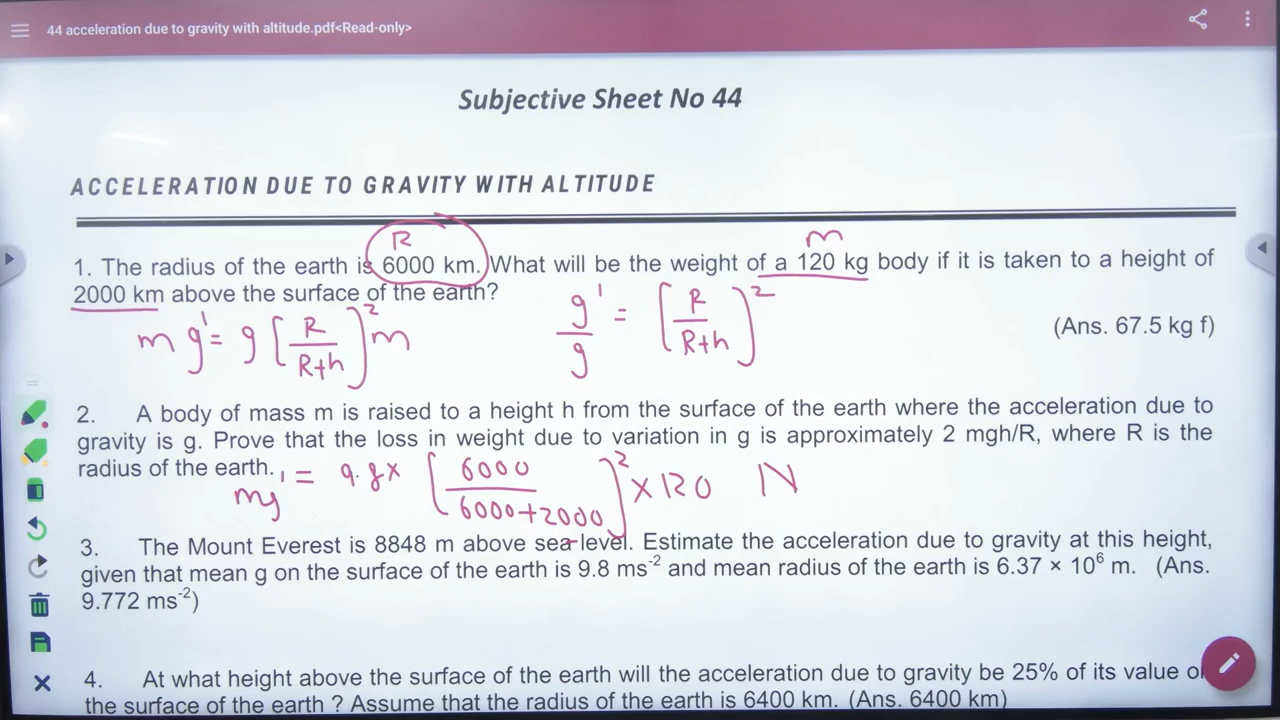 44 acceleration due to gravity with altitude.pdf<Read-only>
Subjective Sheet No 44
ACCELERATION DUE TO GRAVITY WITH ALTITUDE
R
m
1. The radius of the earth is 6000 km. What will be the weight of a 120 kg body if it is taken to a height of
2000 km above the surface of the earth?
mg' = g [R/R+h]² m
g'/g = [R/R+h]²
(Ans. 67.5 kg f)
2. A body of mass m is raised to a height h from the surface of the earth where the acceleration due to
gravity is g. Prove that the loss in weight due to variation in g is approximately 2 mgh/R, where R is the
radius of the earth.
mg' = 9.8 × [6000/6000+2000]² × 120 N
3. The Mount Everest is 8848 m above sea level. Estimate the acceleration due to gravity at this height,
given that mean g on the surface of the earth is 9.8 ms⁻² and mean radius of the earth is 6.37 × 10⁶ m. (Ans.
9.772 ms⁻²)
4. At what height above the surface of the earth will the acceleration due to gravity be 25% of its value o
the surface of the earth ? Assume that the radius of the earth is 6400 km. (Ans. 6400 km)